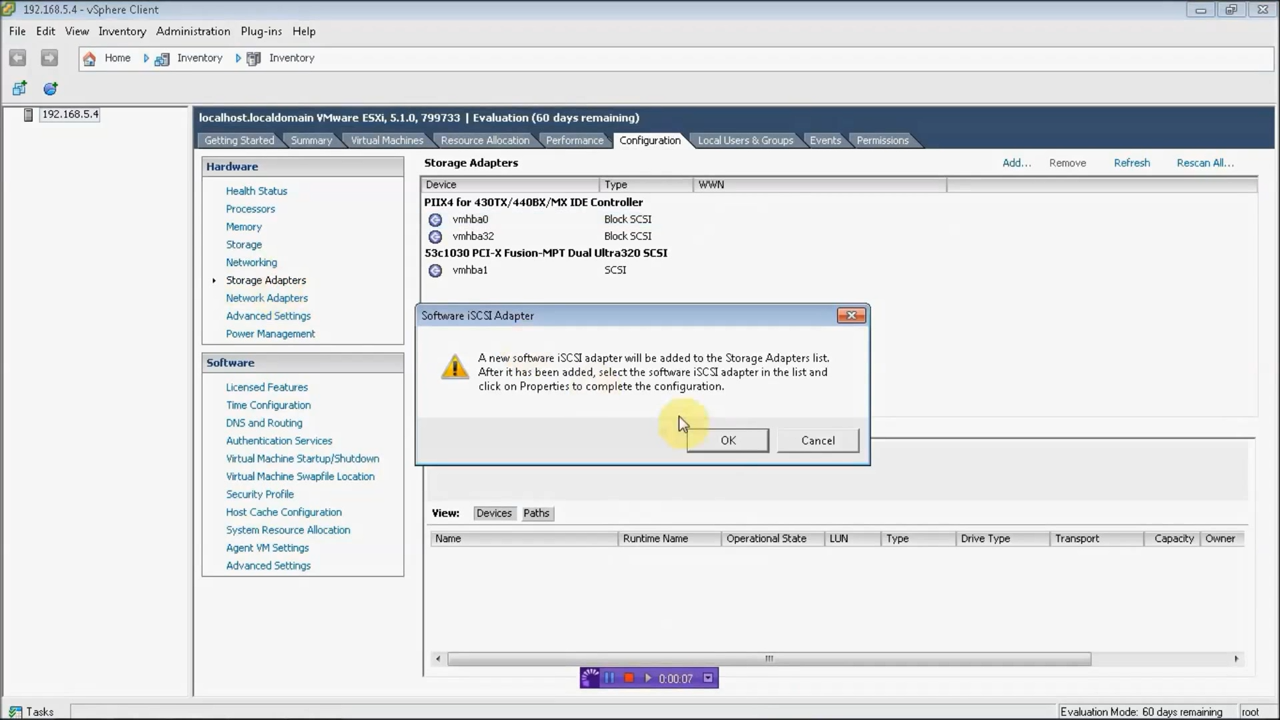 192.168.5.4 - vSphere Client
File Edit View Inventory Administration Plug-ins Help
Home Inventory Inventory
192.168.5.4
localhost.localdomain VMware ESXi, 5.1.0, 799733 | Evaluation (60 days remaining)
Getting Started Summary Virtual Machines Resource Allocation Performance Configuration Local Users & Groups Events Permissions
Hardware
Health Status
Processors
Memory
Storage
Networking
Storage Adapters
Network Adapters
Advanced Settings
Power Management
Software
Licensed Features
Time Configuration
DNS and Routing
Authentication Services
Virtual Machine Startup/Shutdown
Virtual Machine Swapfile Location
Security Profile
Host Cache Configuration
System Resource Allocation
Agent VM Settings
Advanced Settings
Storage Adapters
Add... Remove Refresh Rescan All...
Device Type WWN
PIIX4 for 430TX/440BX/MX IDE Controller
vmhba0 Block SCSI
vmhba32 Block SCSI
53c1030 PCI-X Fusion-MPT Dual Ultra320 SCSI
vmhba1 SCSI
Software iSCSI Adapter
A new software iSCSI adapter will be added to the Storage Adapters list.
After it has been added, select the software iSCSI adapter in the list and
click on Properties to complete the configuration.
OK Cancel
View: Devices Paths
Name Runtime Name Operational State LUN Type Drive Type Transport Capacity Owner
0:00:07
Tasks Evaluation Mode: 60 days remaining root